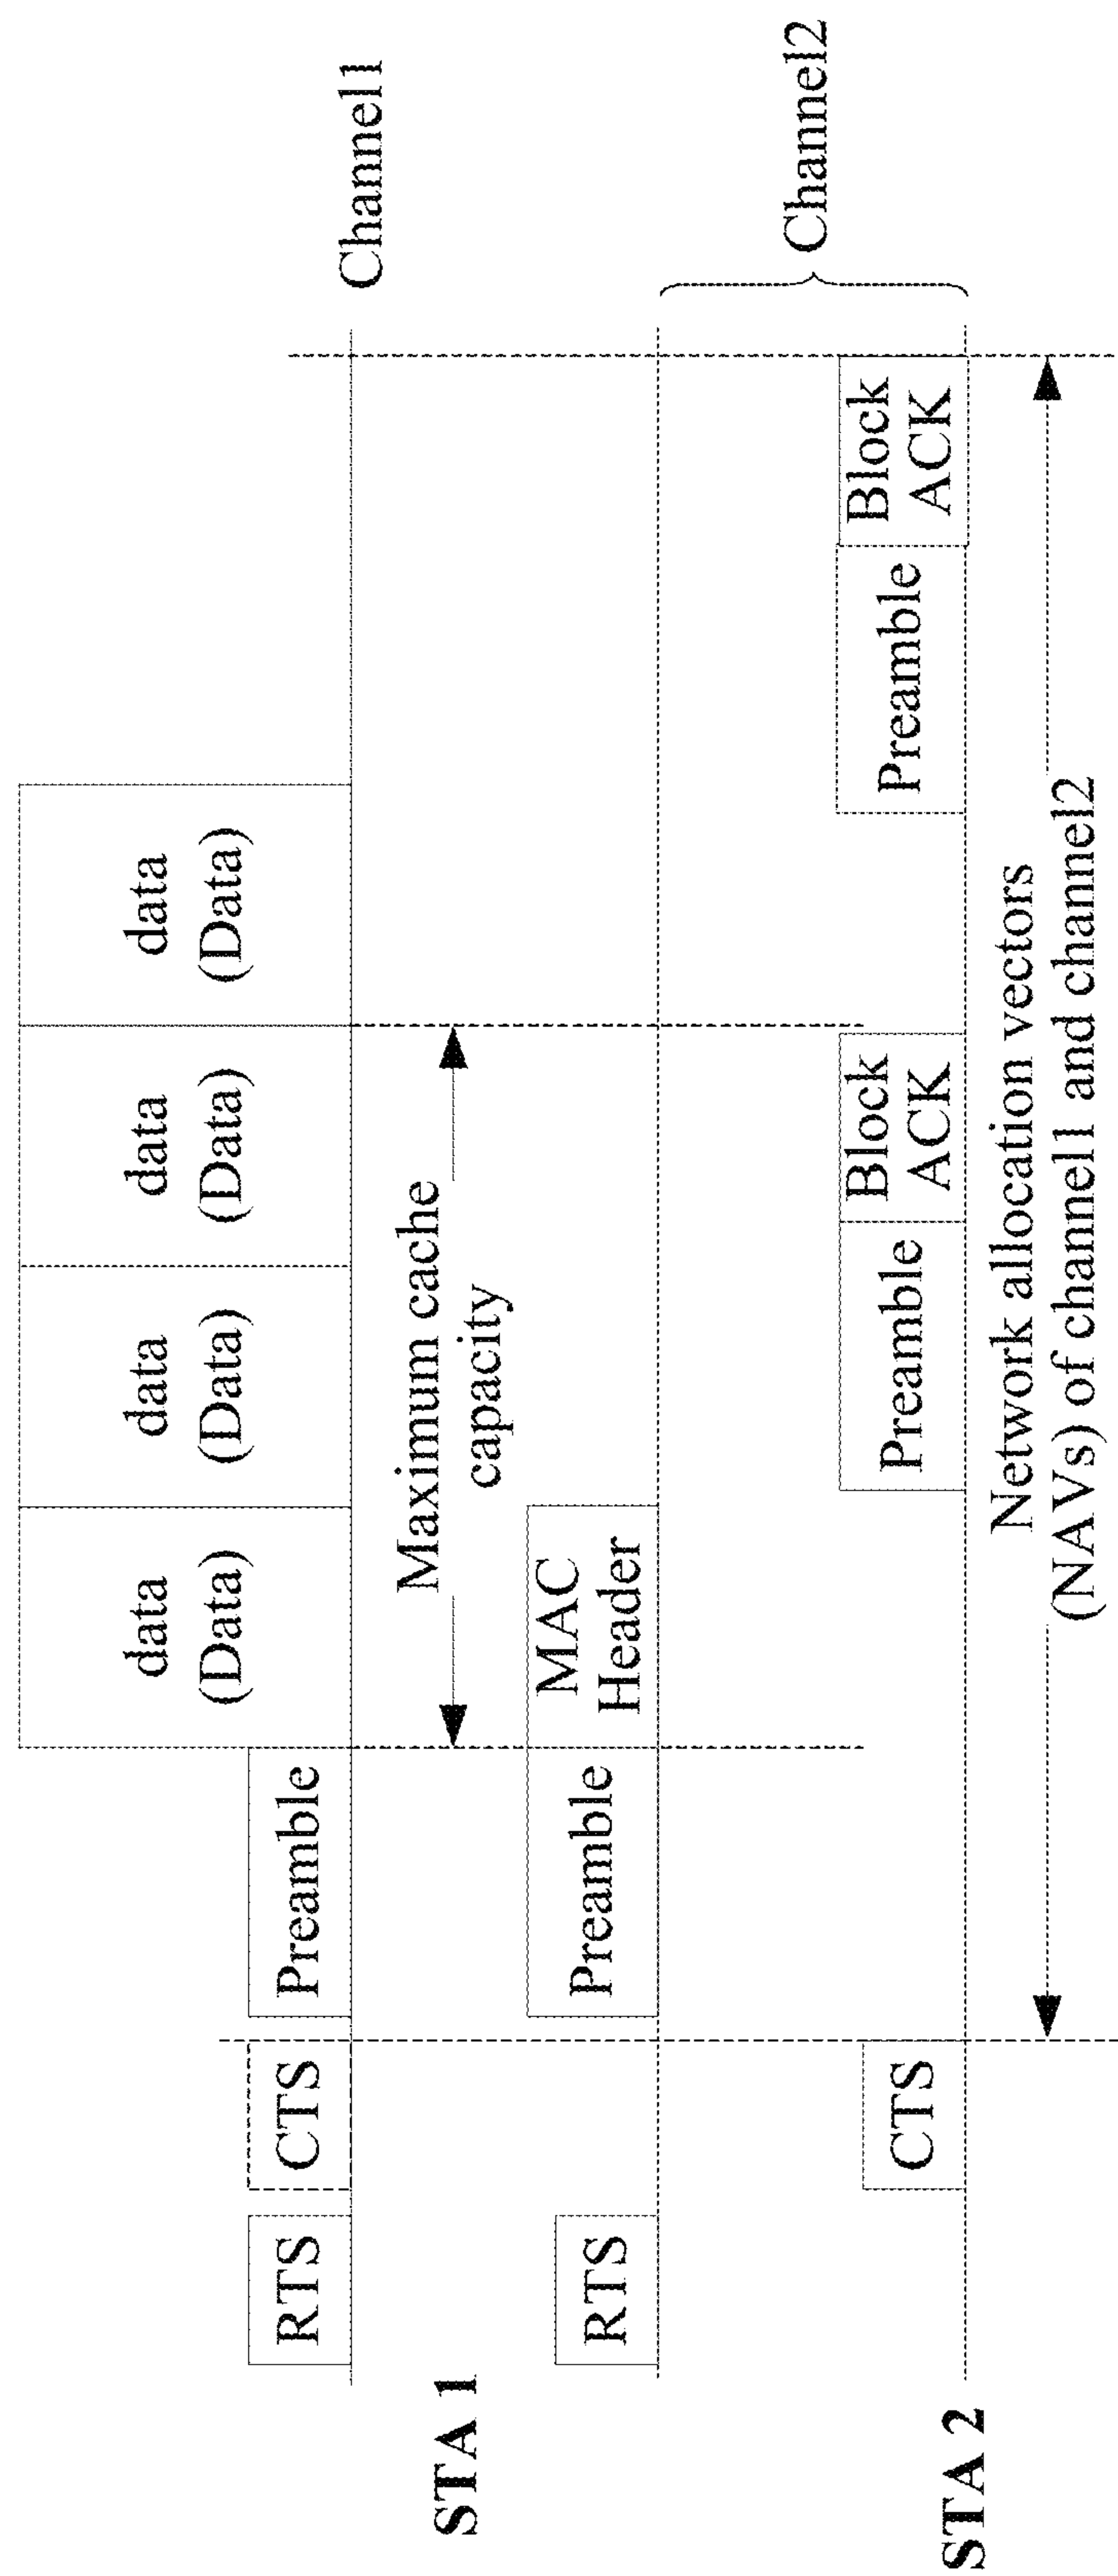 data
(Data)
data
(Data)
data
(Data)
data
(Data)
RTS
CTS
Preamble
Channel1
STA 1
Maximum cache
capacity
RTS
Preamble
MAC
Header
Channel2
CTS
Preamble
Block
ACK
Preamble
Block
ACK
STA 2
Network allocation vectors
(NAVs) of channel1 and channel2